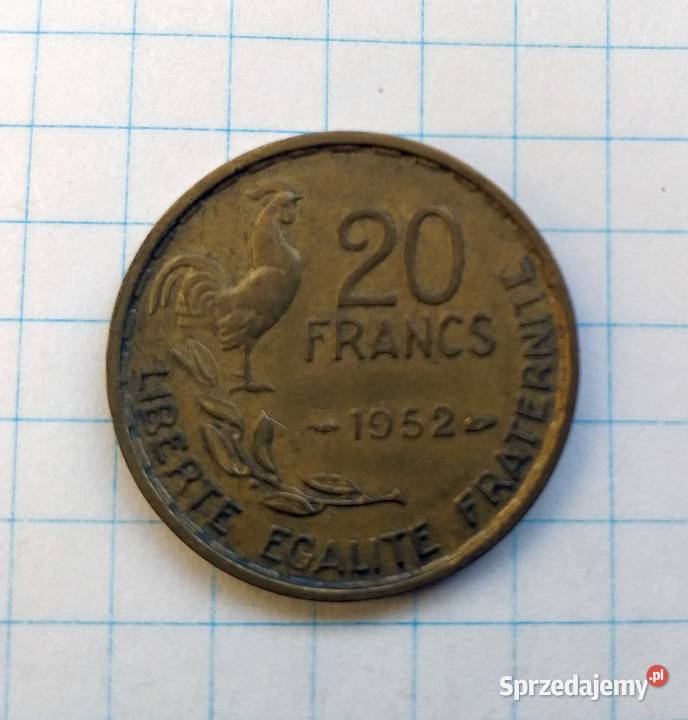 20
FRANCS
1952
LIBERTE EGALITE FRATERNITE
Sprzedajemy.pl